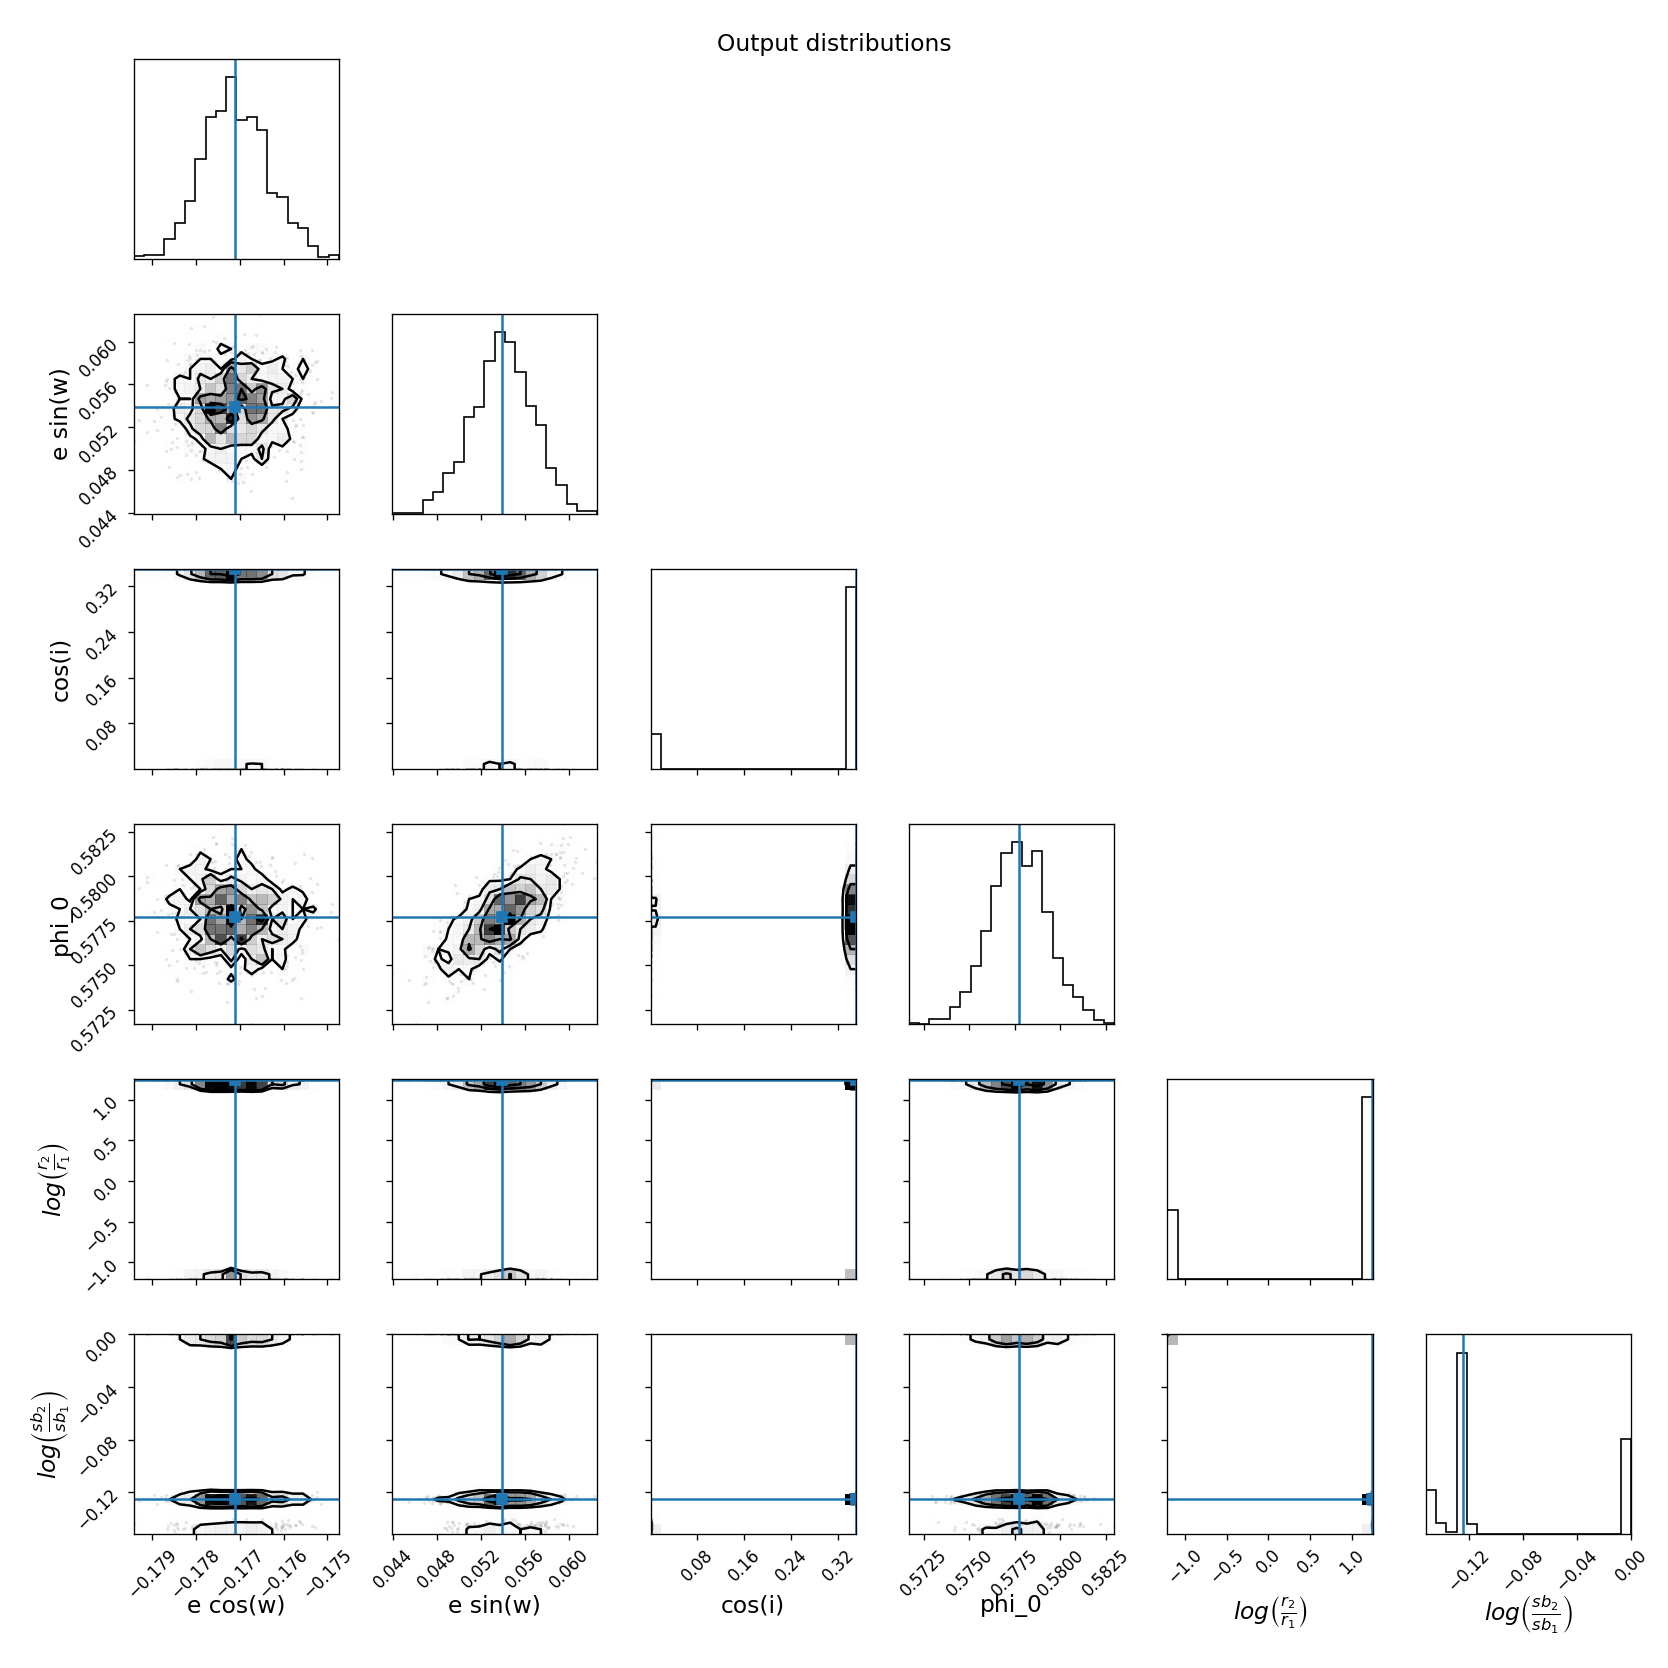 Output distributions
e sin(w)
0.060
0.056
0.052
0.048
0.044
cos(i)
0.32
0.24
0.16
0.08
phi_0
0.5825
0.5800
0.5775
0.5750
0.5725
log(r₂/r₁)
1.0
0.5
0.0
−0.5
−1.0
log(sb₂/sb₁)
0.00
−0.04
−0.08
−0.12
−0.179 −0.178 −0.177 −0.176 −0.175 0.044 0.048 0.052 0.056 0.060 0.08 0.16 0.24 0.32 0.5725 0.5750 0.5775 0.5800 0.5825 −1.0 −0.5 0.0 0.5 1.0 −0.12 −0.08 −0.04 0.00
e cos(w) e sin(w) cos(i) phi_0 log(r₂/r₁) log(sb₂/sb₁)